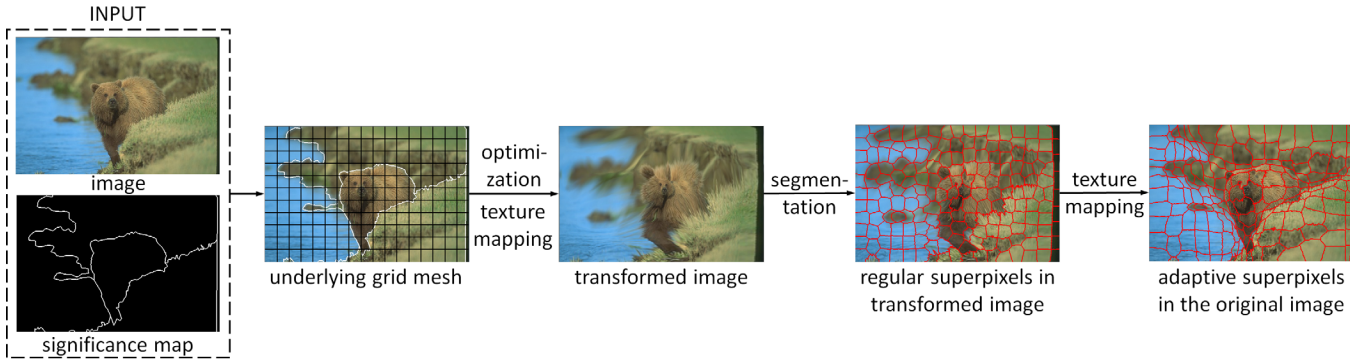 INPUT
image
significance map
underlying grid mesh
optimi-
zation
texture
mapping
transformed image
segmen-
tation
regular superpixels in
transformed image
texture
mapping
adaptive superpixels
in the original image